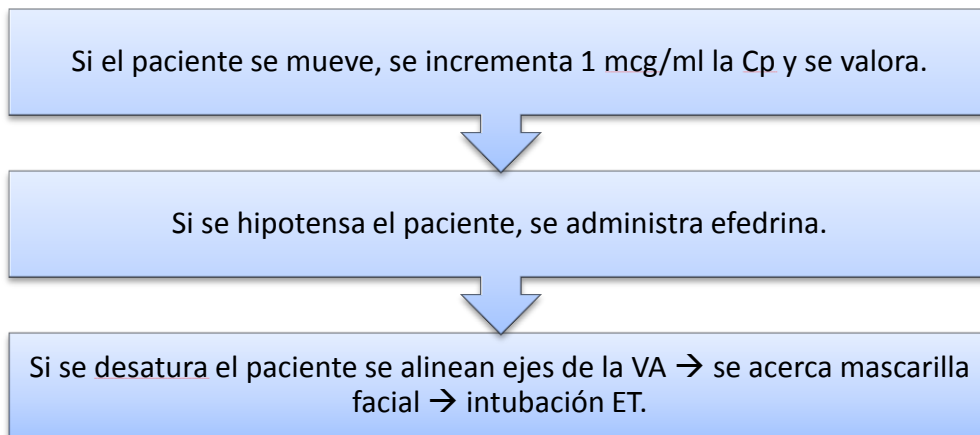 Si el paciente se mueve, se incrementa 1 mcg/ml la Cp y se valora.
Si se hipotensa el paciente, se administra efedrina.
Si se desatura el paciente se alinean ejes de la VA → se acerca mascarilla
facial → intubación ET.